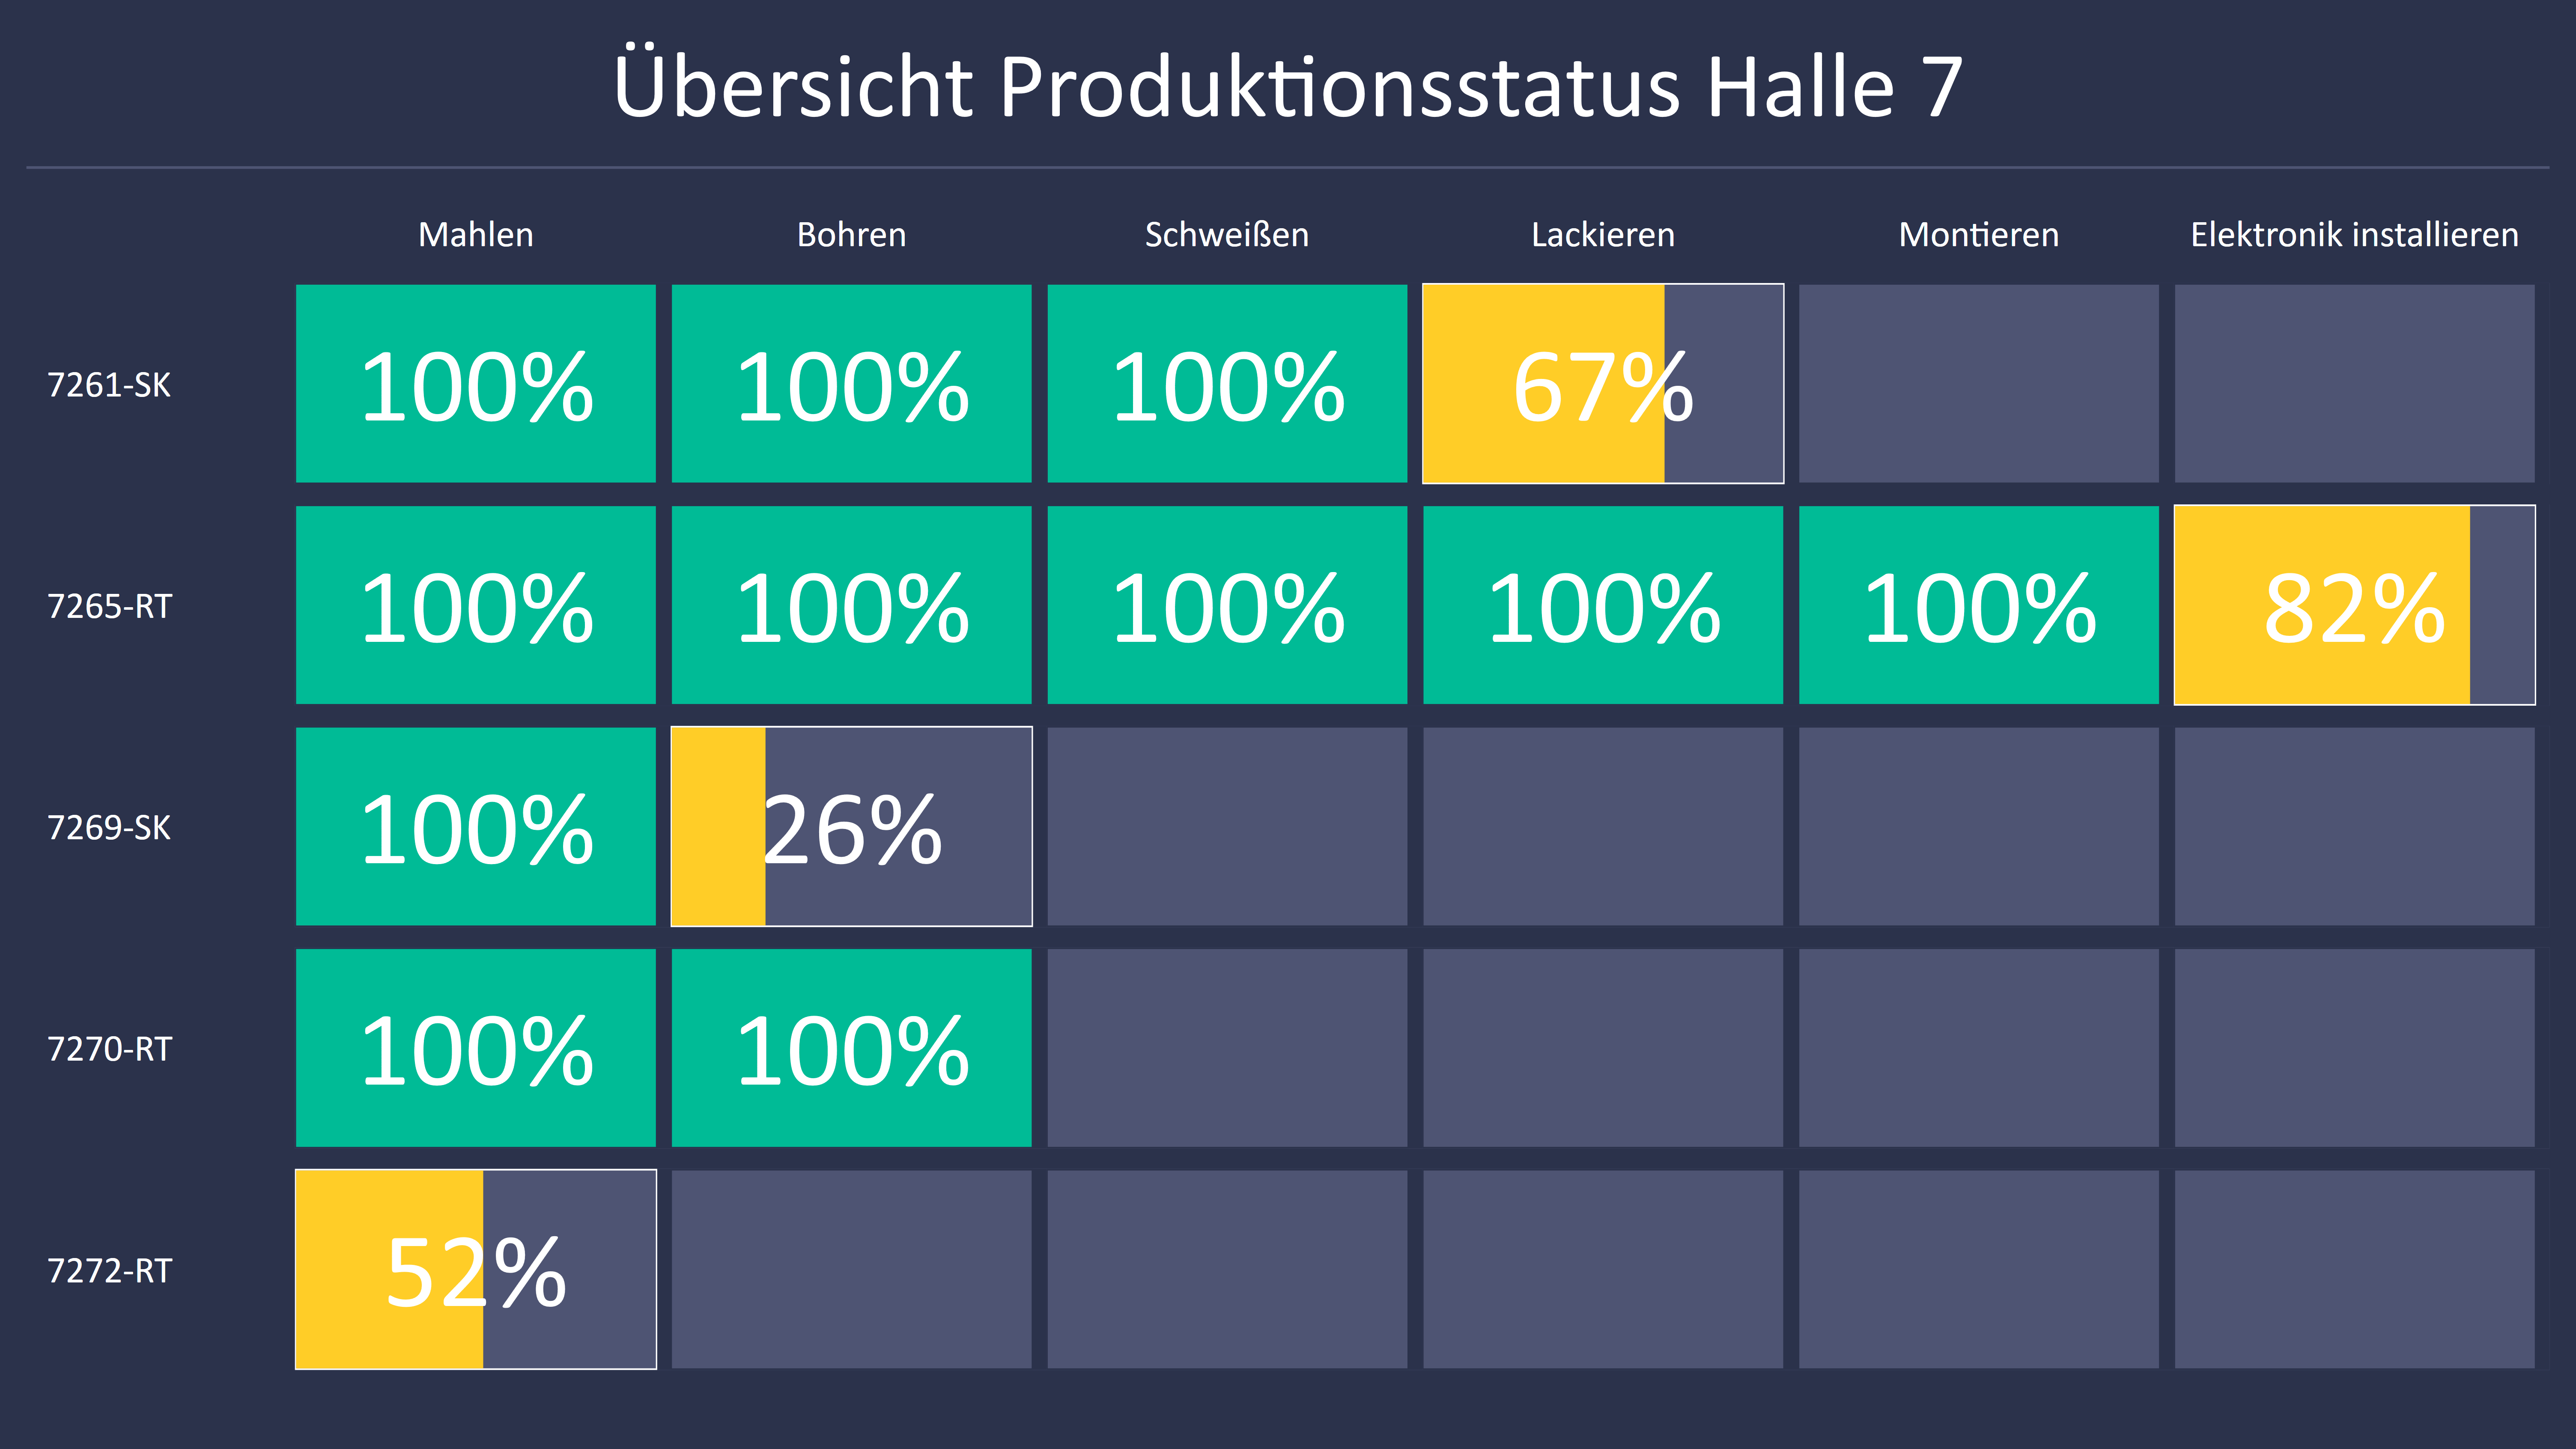 Übersicht Produktionsstatus Halle 7
Mahlen Bohren Schweißen Lackieren Montieren Elektronik installieren
7261-SK 100% 100% 100% 67%
7265-RT 100% 100% 100% 100% 100% 82%
7269-SK 100% 26%
7270-RT 100% 100%
7272-RT 52%